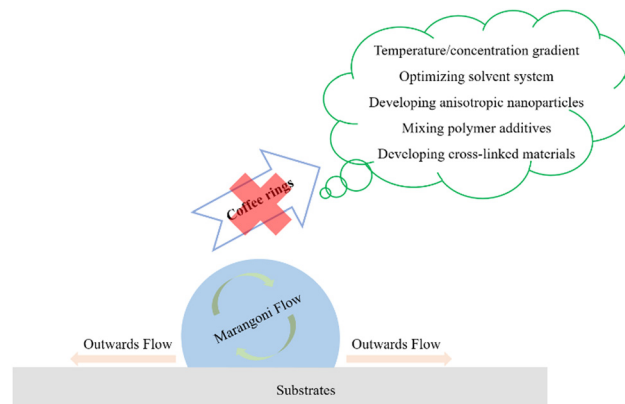 Temperature/concentration gradient
Optimizing solvent system
Developing anisotropic nanoparticles
Mixing polymer additives
Developing cross-linked materials
Coffee rings
Marangoni Flow
Outwards Flow
Outwards Flow
Substrates